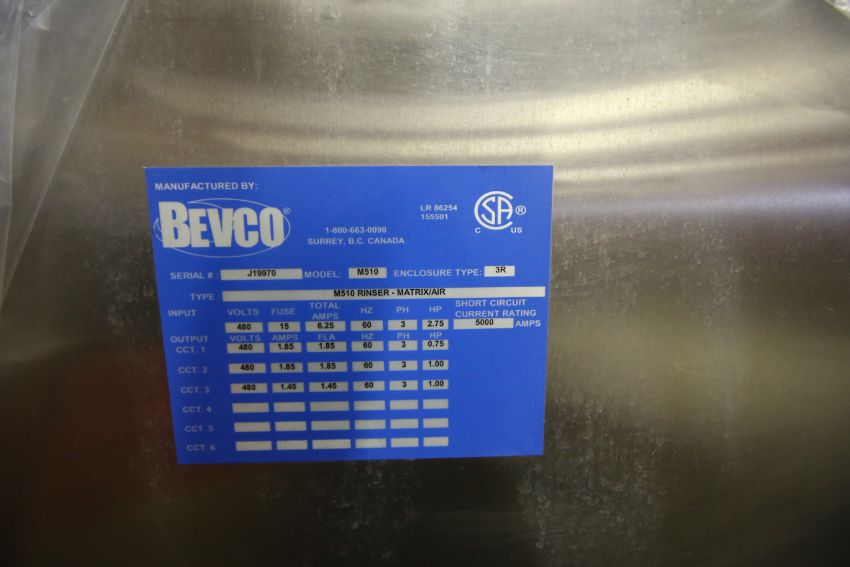 MANUFACTURED BY:
BEVCO®
1-800-663-0090
SURREY, B.C. CANADA
LR 86254
155501
CSA ®
C US
SERIAL # : J19970 MODEL: M510 ENCLOSURE TYPE: 3R
TYPE M510 RINSER - MATRIX/AIR
INPUT VOLTS FUSE TOTAL AMPS HZ PH HP SHORT CIRCUIT CURRENT RATING
480 15 6.25 60 3 2.75 5000 AMPS
OUTPUT VOLTS AMPS FLA HZ PH HP
CCT. 1 480 1.85 1.85 60 3 0.75
CCT. 2 480 1.85 1.85 60 3 1.00
CCT. 3 480 1.45 1.45 60 3 1.00
CCT. 4
CCT. 5
CCT. 6